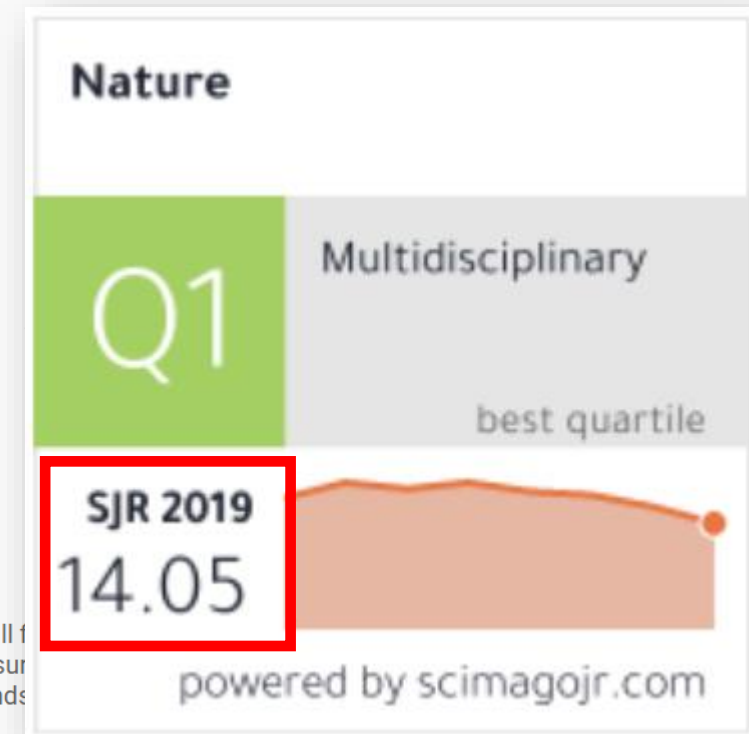 Nature
Q1
Multidisciplinary
best quartile
SJR 2019
14.05
powered by scimagojr.com